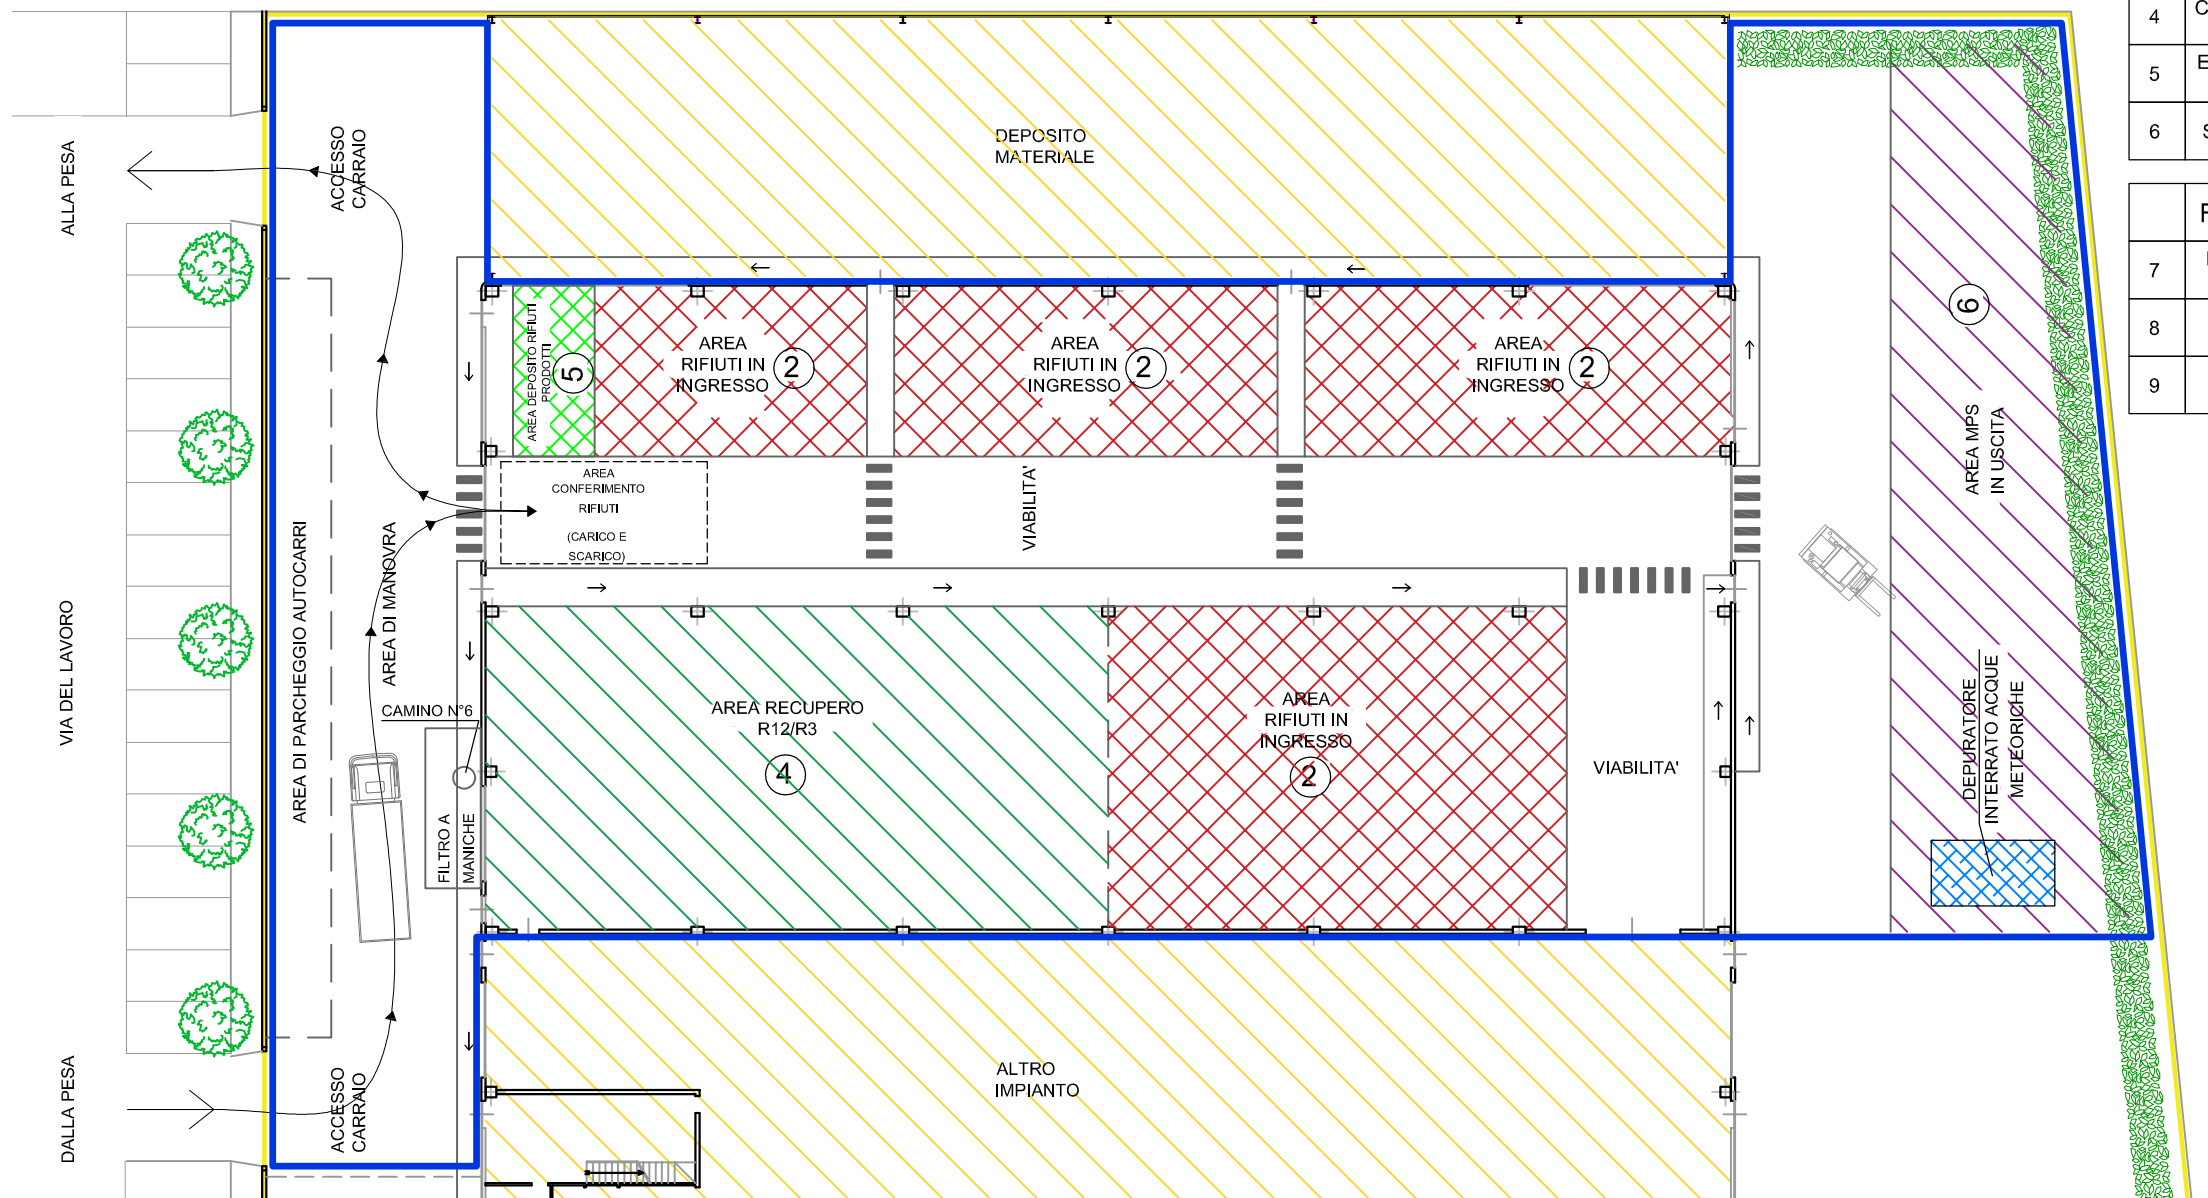 ALLA PESA
VIA DEL LAVORO
DALLA PESA
ACCESSO
CARRAIO
AREA DI PARCHEGGIO AUTOCARRI
AREA DI MANOVRA
CAMINO N°6
FILTRO A
MANICHE
ACCESSO
CARRAIO
DEPOSITO
MATERIALE
AREA DEPOSITO RIFIUTI
PRODOTTI
5
AREA
RIFIUTI IN
INGRESSO
2
AREA
RIFIUTI IN
INGRESSO
2
AREA
RIFIUTI IN
INGRESSO
2
AREA
CONFERIMENTO
RIFIUTI
(CARICO E
SCARICO)
VIABILITA'
AREA RECUPERO
R12/R3
4
AREA
RIFIUTI IN
INGRESSO
2
VIABILITA'
ALTRO
IMPIANTO
6
AREA MPS
IN USCITA
DEPURATORE
INTERRATO ACQUE
METEORICHE
4
5
6
7
8
9